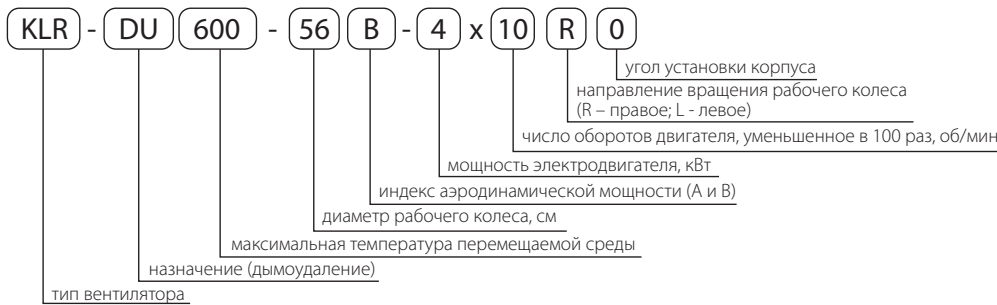 KLR - DU 600 - 56 B - 4 x 10 R 0
угол установки корпуса
направление вращения рабочего колеса
(R – правое; L - левое)
число оборотов двигателя, уменьшенное в 100 раз, об/мин
мощность электродвигателя, кВт
индекс аэродинамической мощности (А и В)
диаметр рабочего колеса, см
максимальная температура перемещаемой среды
назначение (дымоудаление)
тип вентилятора